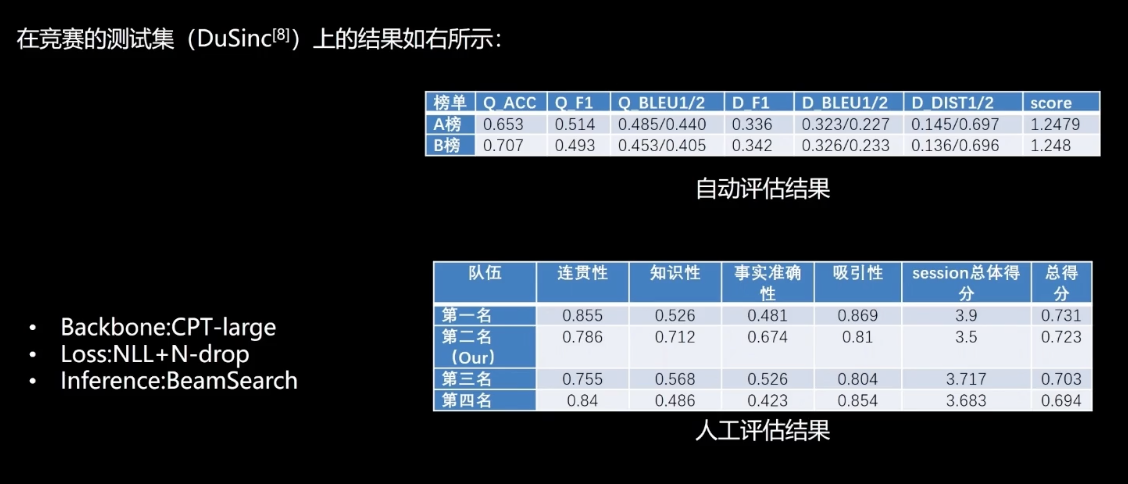 在竞赛的测试集（DuSinc[8]）上的结果如右所示：
榜单 Q_ACC Q_F1 Q_BLEU1/2 D_F1 D_BLEU1/2 D_DIST1/2 score
A榜 0.653 0.514 0.485/0.440 0.336 0.323/0.227 0.145/0.697 1.2479
B榜 0.707 0.493 0.453/0.405 0.342 0.326/0.233 0.136/0.696 1.248
自动评估结果
队伍 连贯性 知识性 事实准确性 吸引性 session总体得分 总得分
第一名 0.855 0.526 0.481 0.869 3.9 0.731
第二名（Our） 0.786 0.712 0.674 0.81 3.5 0.723
第三名 0.755 0.568 0.526 0.804 3.717 0.703
第四名 0.84 0.486 0.423 0.854 3.683 0.694
人工评估结果
• Backbone:CPT-large
• Loss:NLL+N-drop
• Inference:BeamSearch